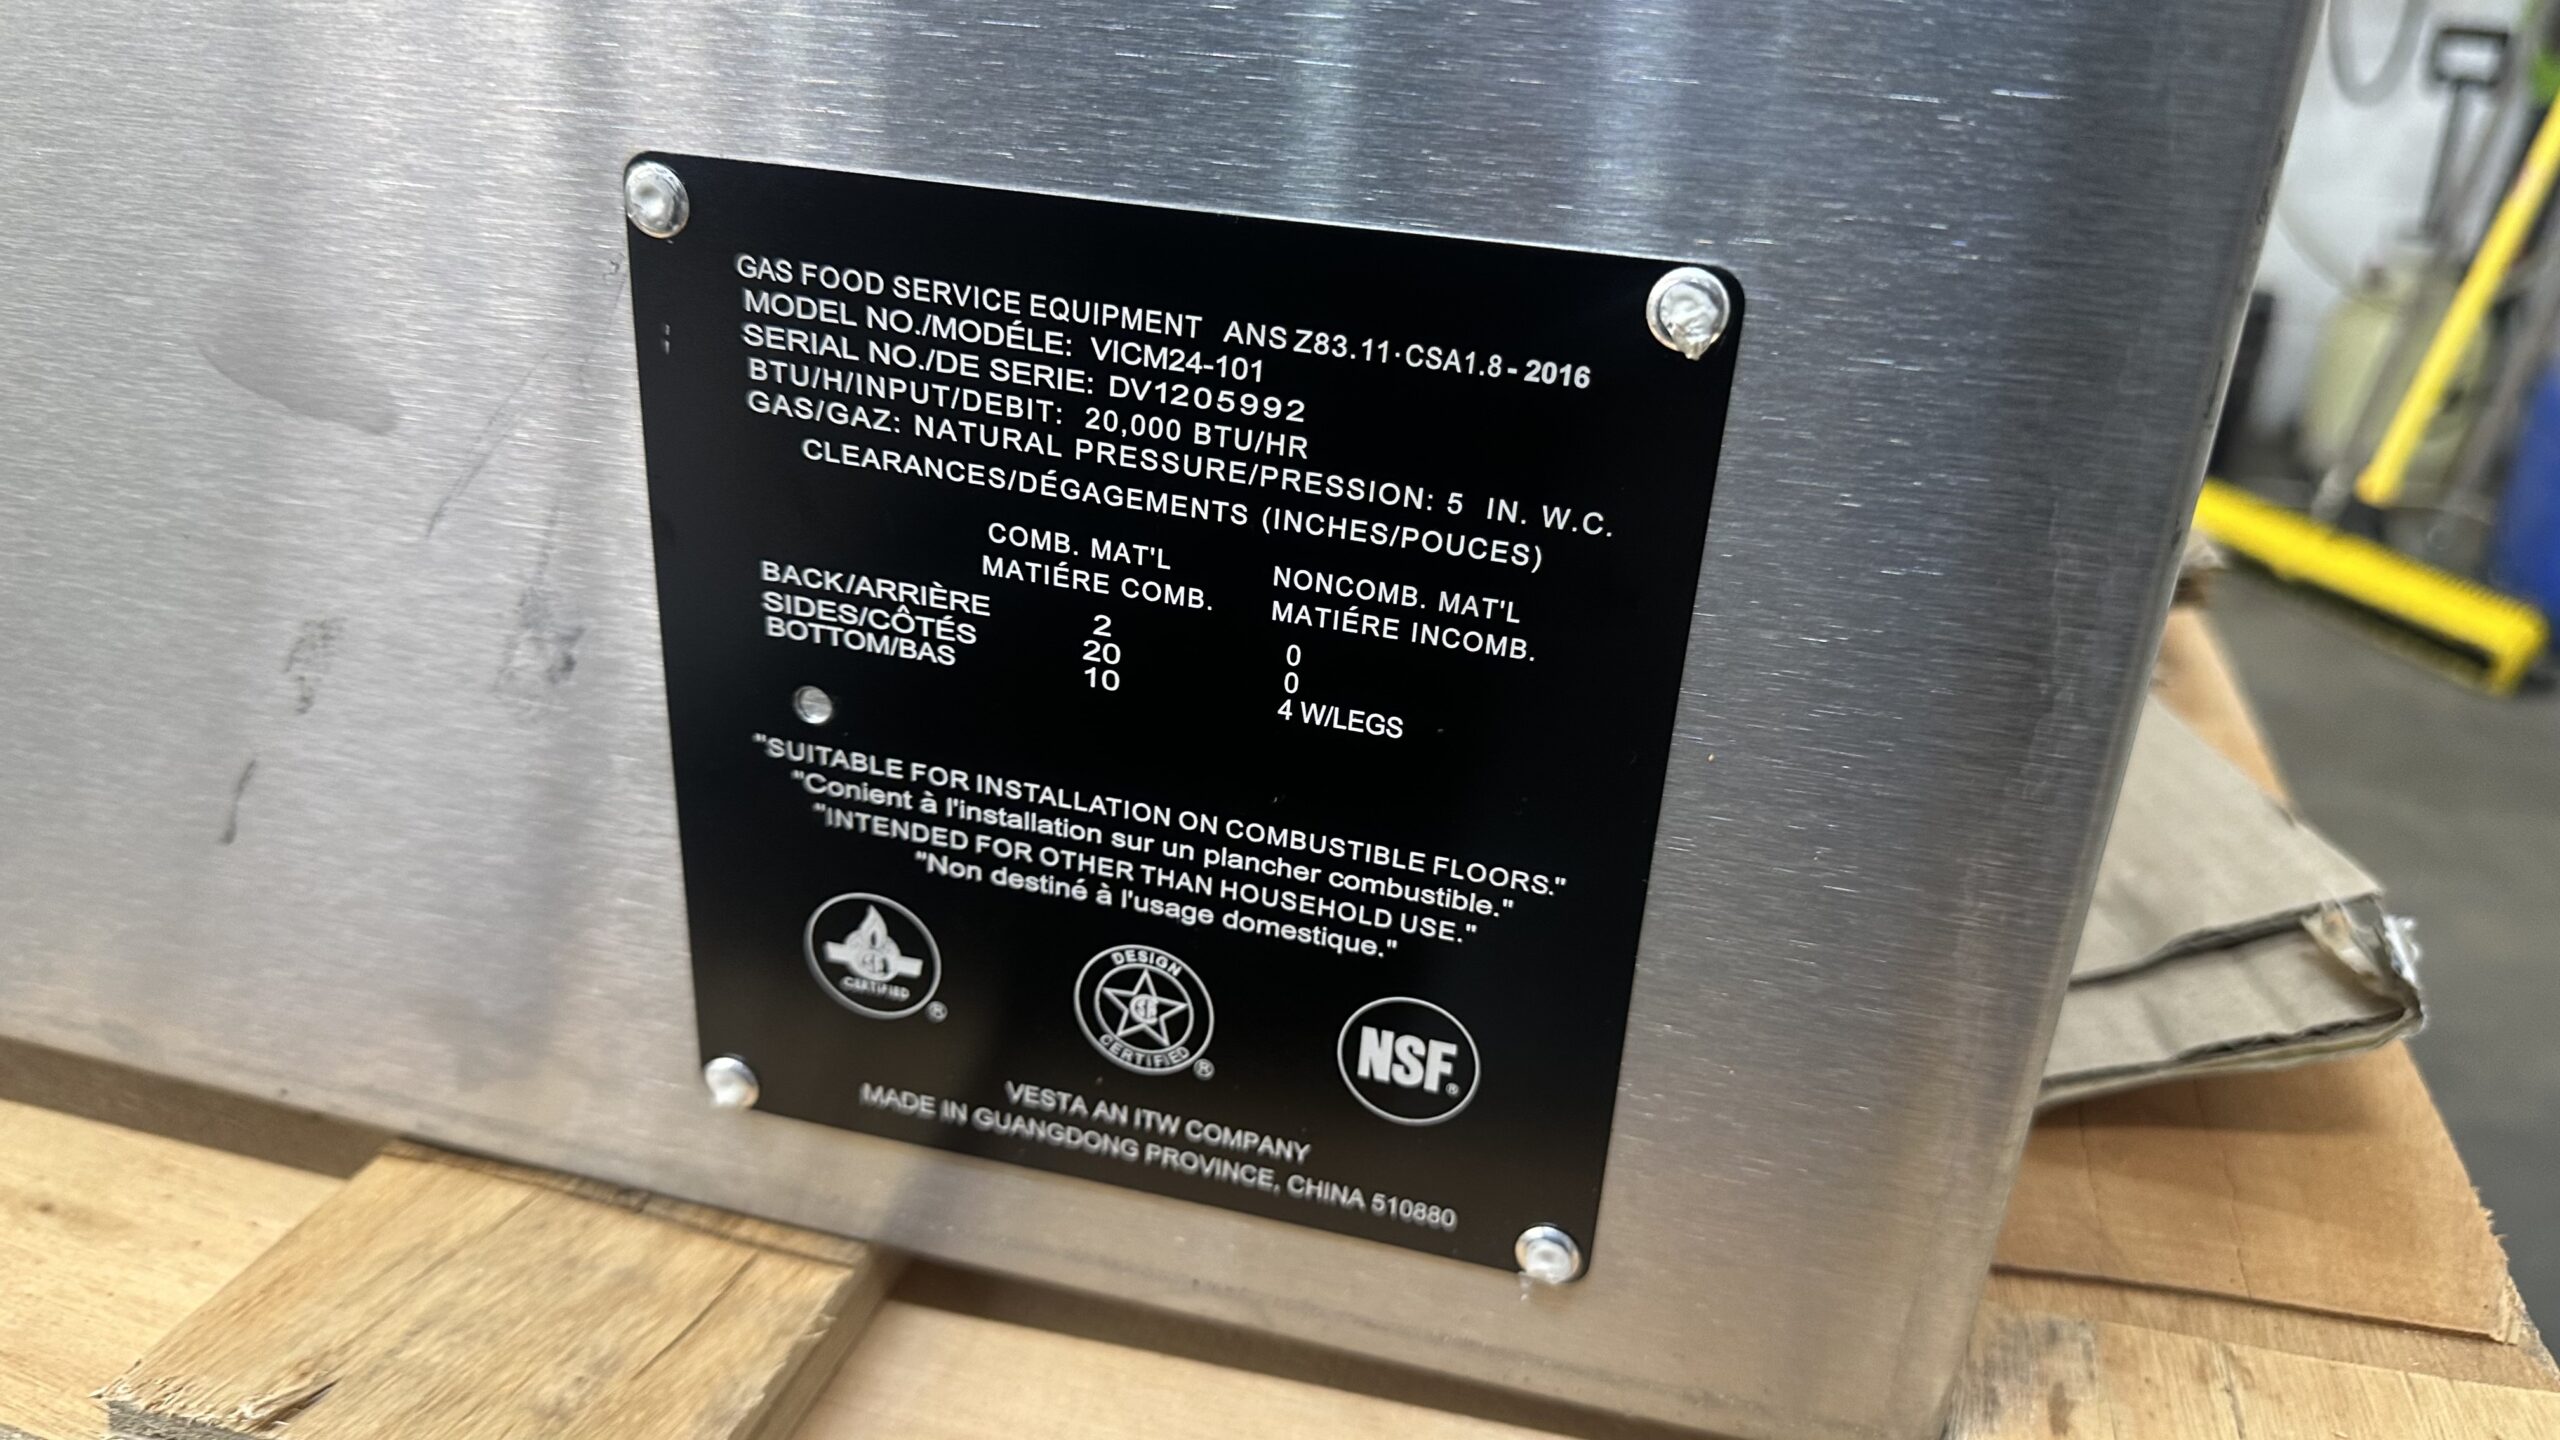 GAS FOOD SERVICE EQUIPMENT ANS Z83.11·CSA1.8-2016
MODEL NO./MODÉLE: VICM24-101
SERIAL NO./DE SERIE: DV1205992
BTU/H/INPUT/DEBIT: 20,000 BTU/HR
GAS/GAZ: NATURAL PRESSURE/PRESSION: 5 IN. W.C.
CLEARANCES/DÉGAGEMENTS (INCHES/POUCES)
COMB. MAT'L NONCOMB. MAT'L
MATIÉRE COMB. MATIÉRE INCOMB.
BACK/ARRIÈRE 2 0
SIDES/CÔTÉS 20 0
BOTTOM/BAS 10 4 W/LEGS
"SUITABLE FOR INSTALLATION ON COMBUSTIBLE FLOORS."
"Conient à l'installation sur un plancher combustible."
"INTENDED FOR OTHER THAN HOUSEHOLD USE."
"Non destiné à l'usage domestique."
CERTIFIED ®
DESIGN CERTIFIED ®
NSF®
VESTA AN ITW COMPANY
MADE IN GUANGDONG PROVINCE, CHINA 510880